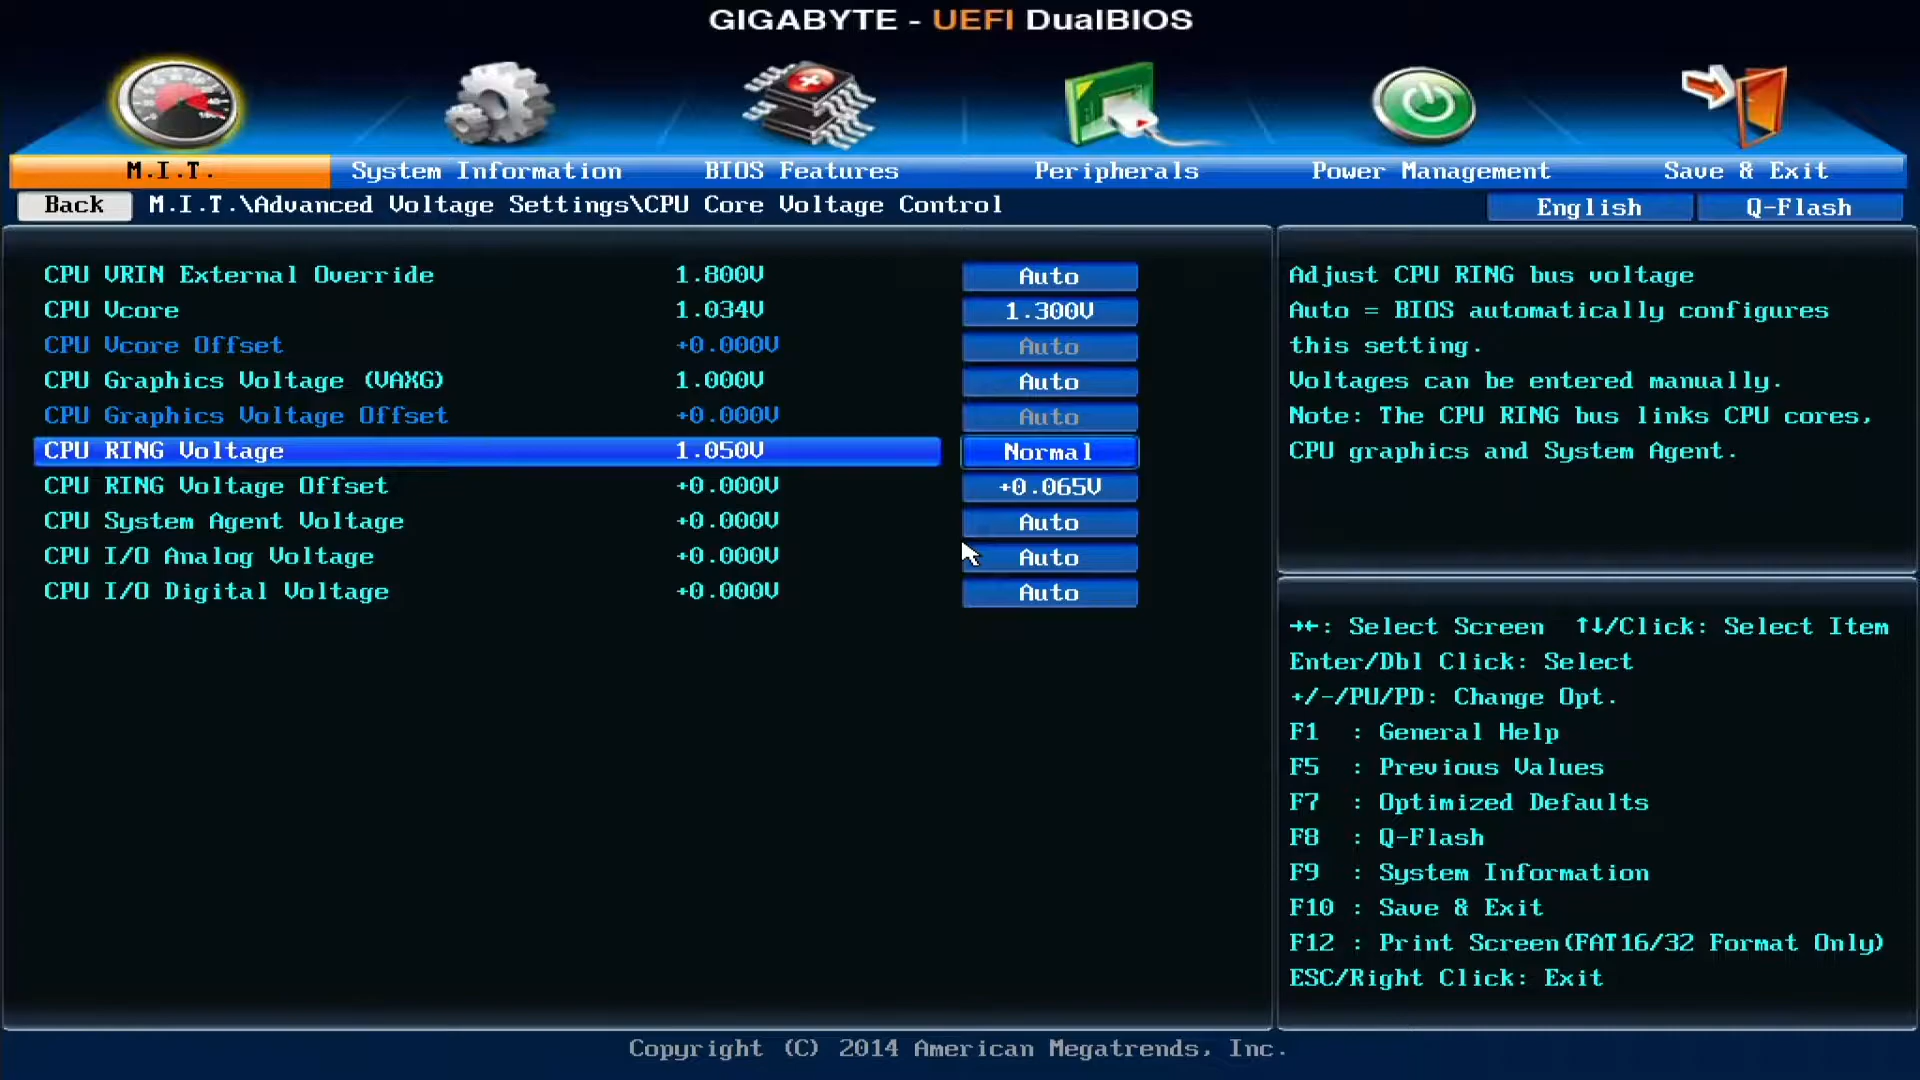 GIGABYTE - UEFI DualBIOS
M.I.T. System Information BIOS Features Peripherals Power Management Save & Exit
Back M.I.T.\Advanced Voltage Settings\CPU Core Voltage Control English Q-Flash
CPU VRIN External Override 1.800V Auto
CPU Vcore 1.034V 1.300V
CPU Vcore Offset +0.000V Auto
CPU Graphics Voltage (VAXG) 1.000V Auto
CPU Graphics Voltage Offset +0.000V Auto
CPU RING Voltage 1.050V Normal
CPU RING Voltage Offset +0.000V +0.065V
CPU System Agent Voltage +0.000V Auto
CPU I/O Analog Voltage +0.000V Auto
CPU I/O Digital Voltage +0.000V Auto
Adjust CPU RING bus voltage
Auto = BIOS automatically configures
this setting.
Voltages can be entered manually.
Note: The CPU RING bus links CPU cores,
CPU graphics and System Agent.
→←: Select Screen ↑↓/Click: Select Item
Enter/Dbl Click: Select
+/-/PU/PD: Change Opt.
F1 : General Help
F5 : Previous Values
F7 : Optimized Defaults
F8 : Q-Flash
F9 : System Information
F10 : Save & Exit
F12 : Print Screen(FAT16/32 Format Only)
ESC/Right Click: Exit
Copyright (C) 2014 American Megatrends, Inc.